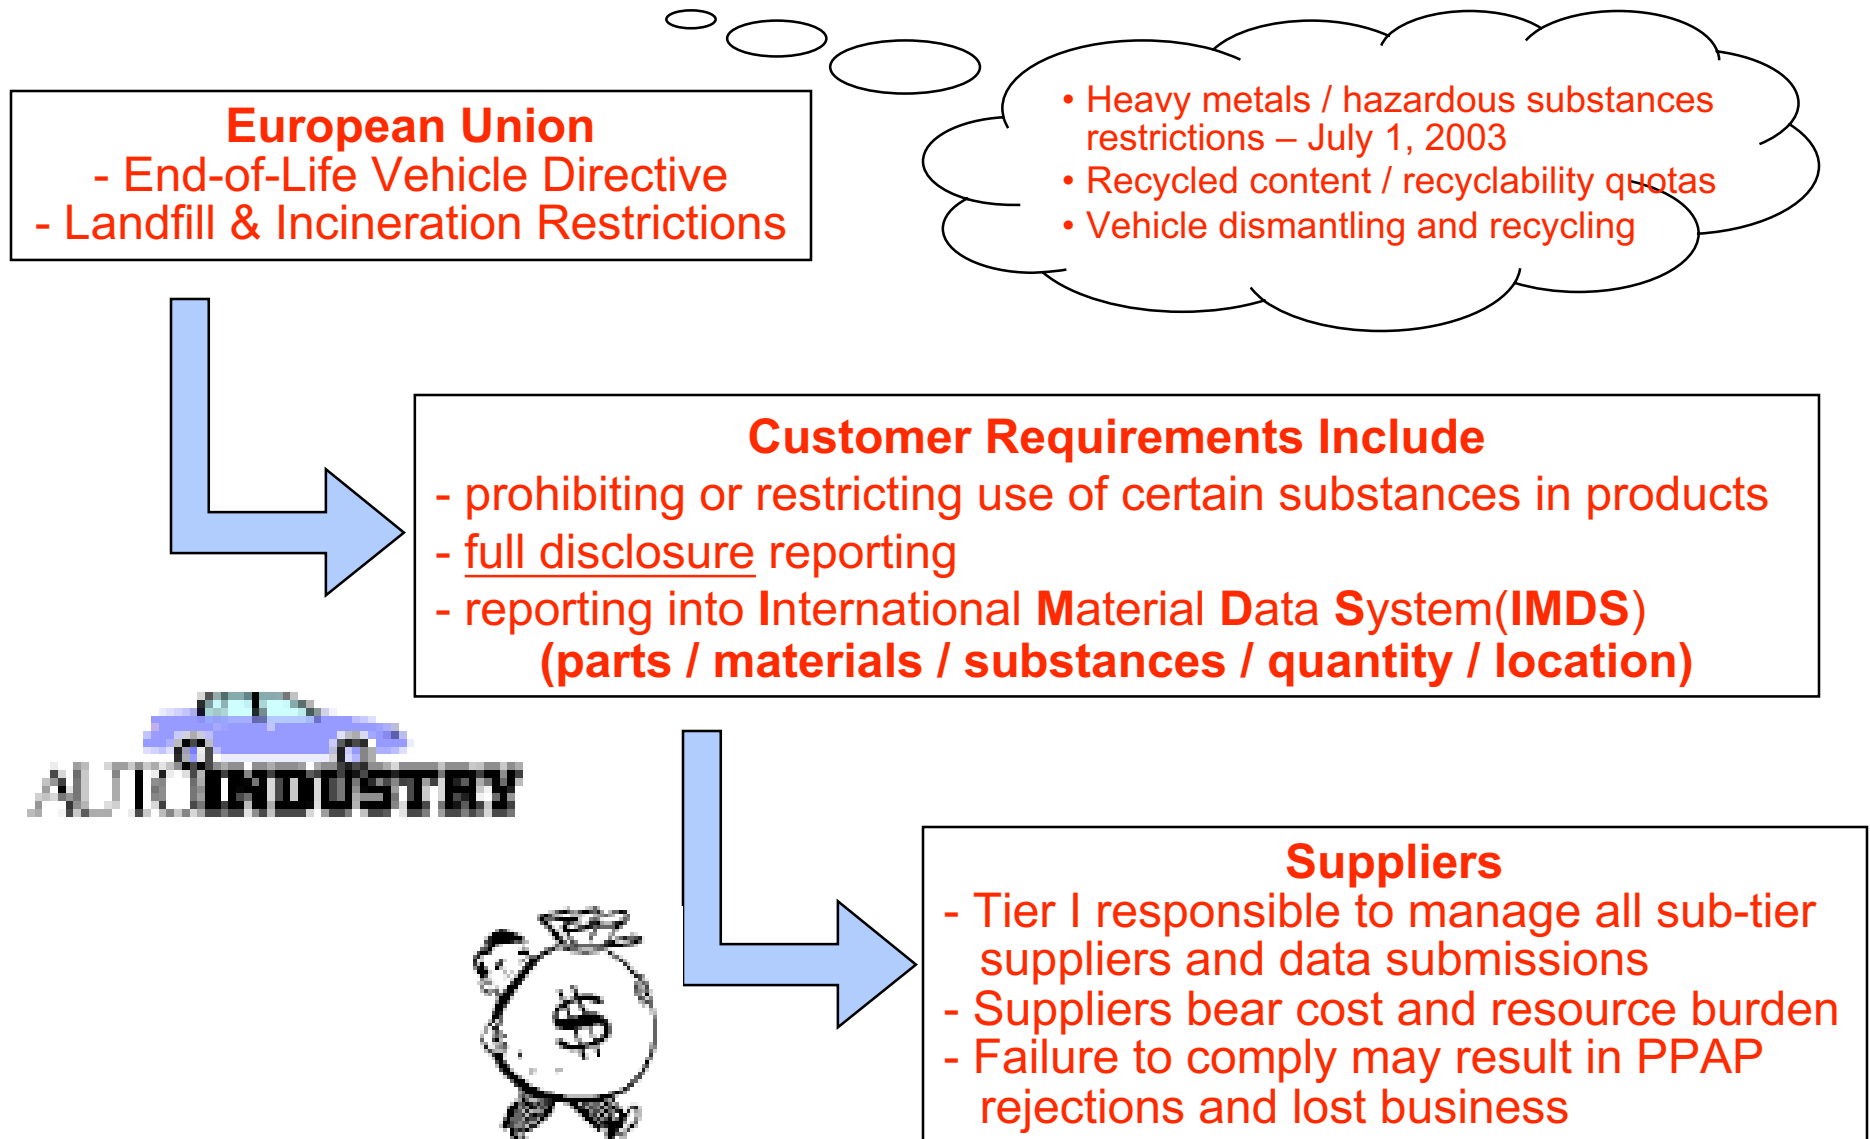 European Union
- End-of-Life Vehicle Directive
- Landfill & Incineration Restrictions
• Heavy metals / hazardous substances
restrictions – July 1, 2003
• Recycled content / recyclability quotas
• Vehicle dismantling and recycling
Customer Requirements Include
- prohibiting or restricting use of certain substances in products
- full disclosure reporting
- reporting into International Material Data System(IMDS)
(parts / materials / substances / quantity / location)
AUTOINDUSTRY
$
Suppliers
- Tier I responsible to manage all sub-tier
suppliers and data submissions
- Suppliers bear cost and resource burden
- Failure to comply may result in PPAP
rejections and lost business